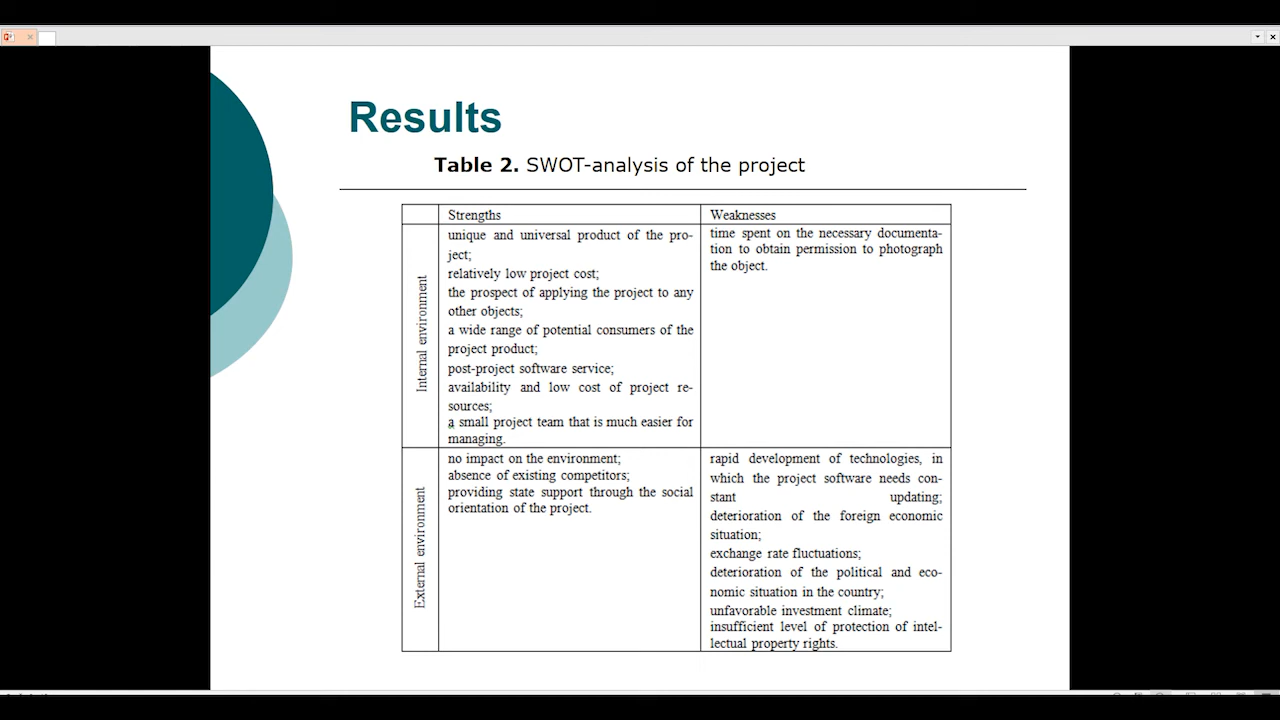 Results
Table 2. SWOT-analysis of the project
Strengths
Weaknesses
Internal environment
unique and universal product of the pro-
ject;
relatively low project cost;
the prospect of applying the project to any
other objects;
a wide range of potential consumers of the
project product;
post-project software service;
availability and low cost of project re-
sources;
a small project team that is much easier for
managing.
time spent on the necessary documenta-
tion to obtain permission to photograph
the object.
External environment
no impact on the environment;
absence of existing competitors;
providing state support through the social
orientation of the project.
rapid development of technologies, in
which the project software needs con-
stant updating;
deterioration of the foreign economic
situation;
exchange rate fluctuations;
deterioration of the political and eco-
nomic situation in the country;
unfavorable investment climate;
insufficient level of protection of intel-
lectual property rights.